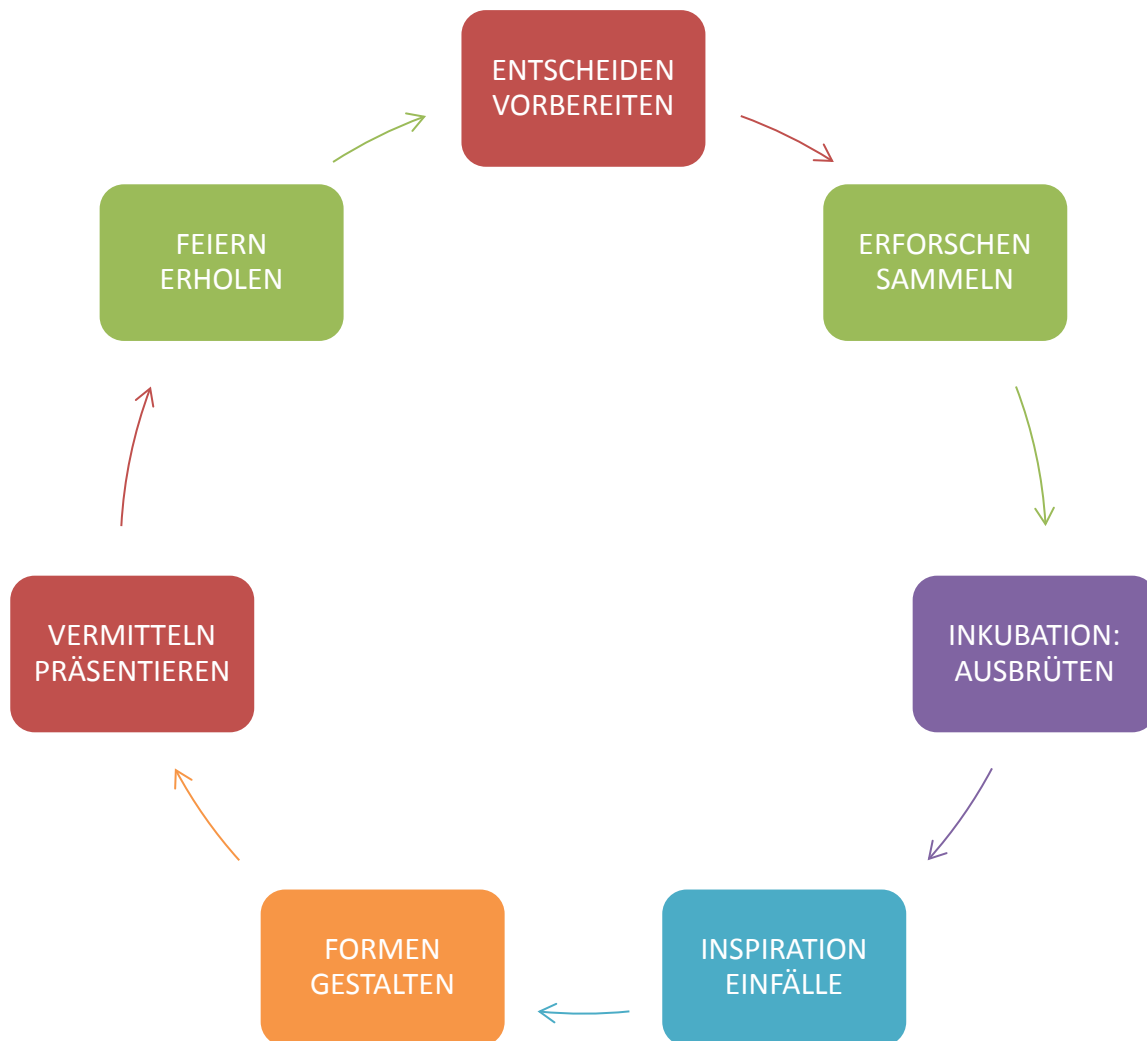 ENTSCHEIDEN
VORBEREITEN
ERFORSCHEN
SAMMELN
INKUBATION:
AUSBRÜTEN
INSPIRATION
EINFÄLLE
FORMEN
GESTALTEN
VERMITTELN
PRÄSENTIEREN
FEIERN
ERHOLEN